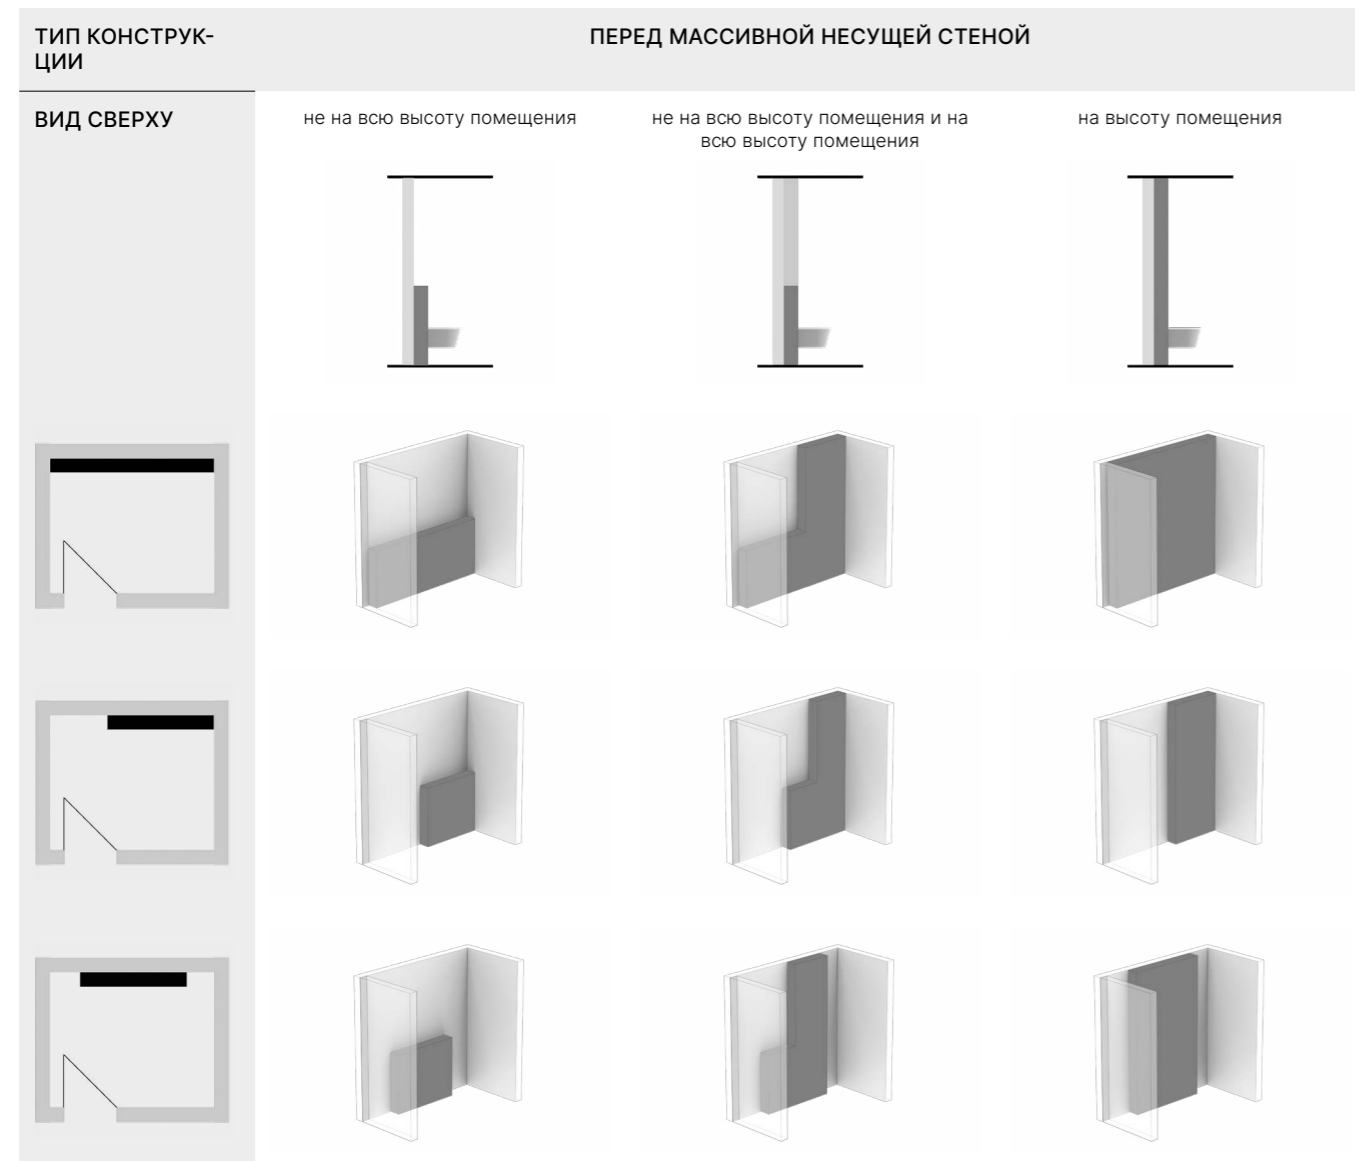 ТИП КОНСТРУК-
ЦИИ
ПЕРЕД МАССИВНОЙ НЕСУЩЕЙ СТЕНОЙ
ВИД СВЕРХУ
не на всю высоту помещения
не на всю высоту помещения и на
всю высоту помещения
на высоту помещения